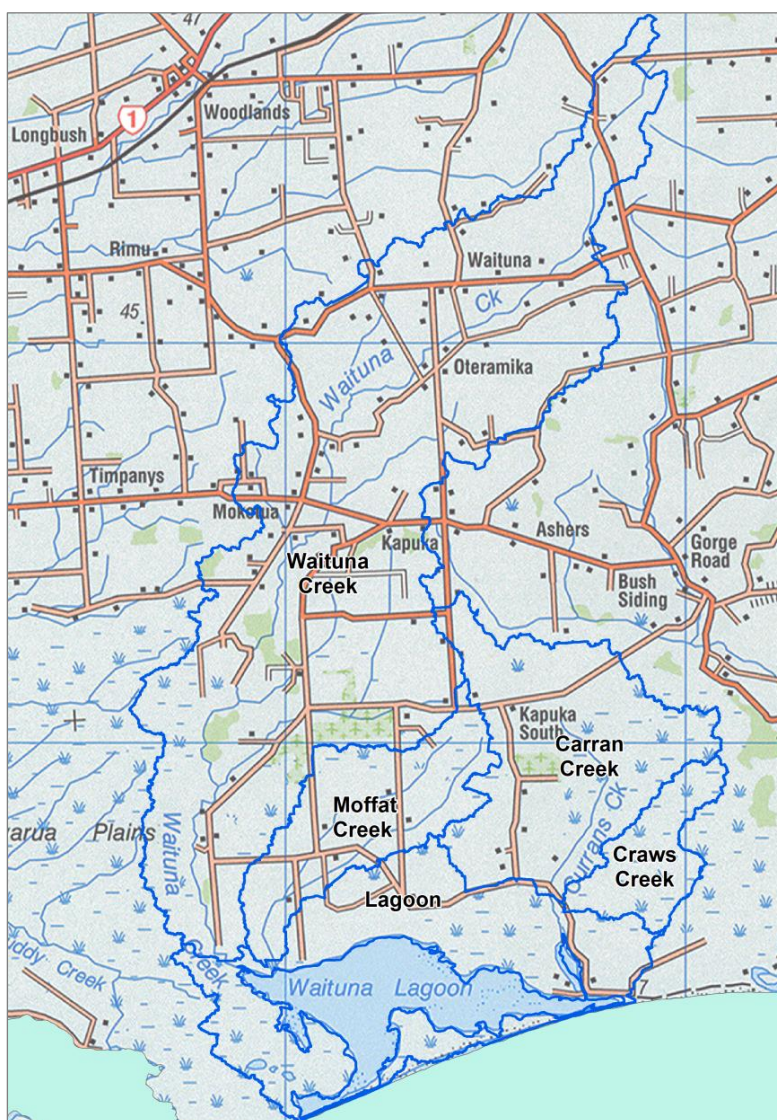 47
Woodlands
Longbush
1
Rimu
Waituna
45
Ck
Waituna
Oteramika
Timpanys
Mokotua
Kapuka
Ashers
Gorge
Road
Waituna
Creek
Bush
Siding
Kapuka
South
Carran
Creek
Moffat
Creek
Plains
Waituna
Currans Ck
Craws
Creek
Lagoon
Creek
Creek
Waituna Lagoon
7